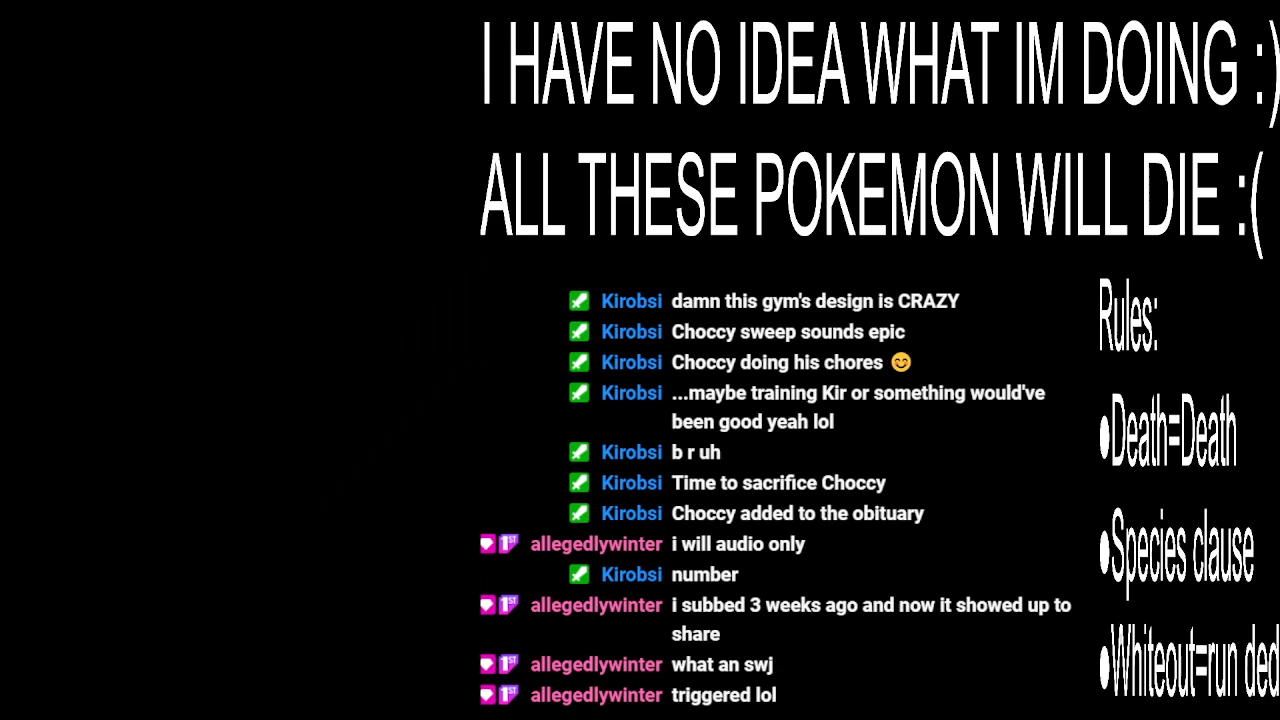 I HAVE NO IDEA WHAT IM DOING :)
ALL THESE POKEMON WILL DIE :(
Kirobsi damn this gym's design is CRAZY
Kirobsi Choccy sweep sounds epic
Kirobsi Choccy doing his chores 😊
Kirobsi ...maybe training Kir or something would've
been good yeah lol
Kirobsi b r uh
Kirobsi Time to sacrifice Choccy
Kirobsi Choccy added to the obituary
1ST allegedlywinter i will audio only
Kirobsi number
1ST allegedlywinter i subbed 3 weeks ago and now it showed up to
share
1ST allegedlywinter what an swj
1ST allegedlywinter triggered lol
Rules:
•Death=Death
•Species clause
•Whiteout=run ded